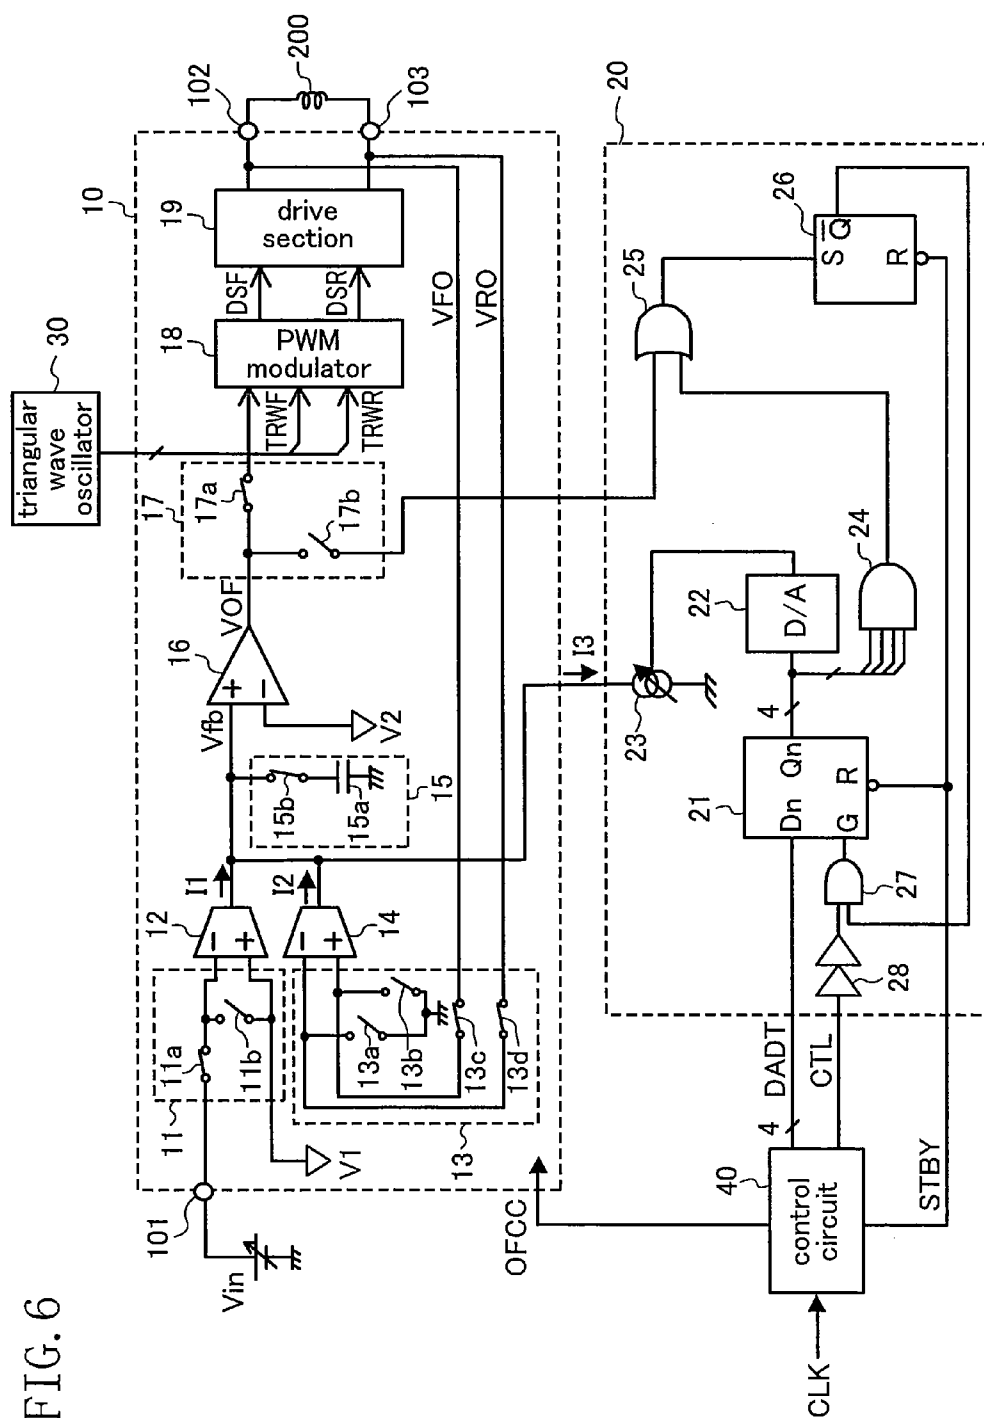 FIG. 6
triangular
wave
oscillator
30
10
102
200
103
19
drive
section
DSF
DSR
18
PWM
modulator
TRWF
TRWR
VFO
VRO
17
17a
17b
VOF
16
+
−
Vfb
V2
15b
15a
15
I1
12
−
+
I2
14
−
+
11a
11b
11
13a
13b
13c
13d
13
V1
101
Vin
I3
20
26
S Q̅
R
25
24
22
D/A
23
4
21
Dn Qn
G R
27
28
DADT
4
CTL
STBY
OFCC
40
control
circuit
CLK